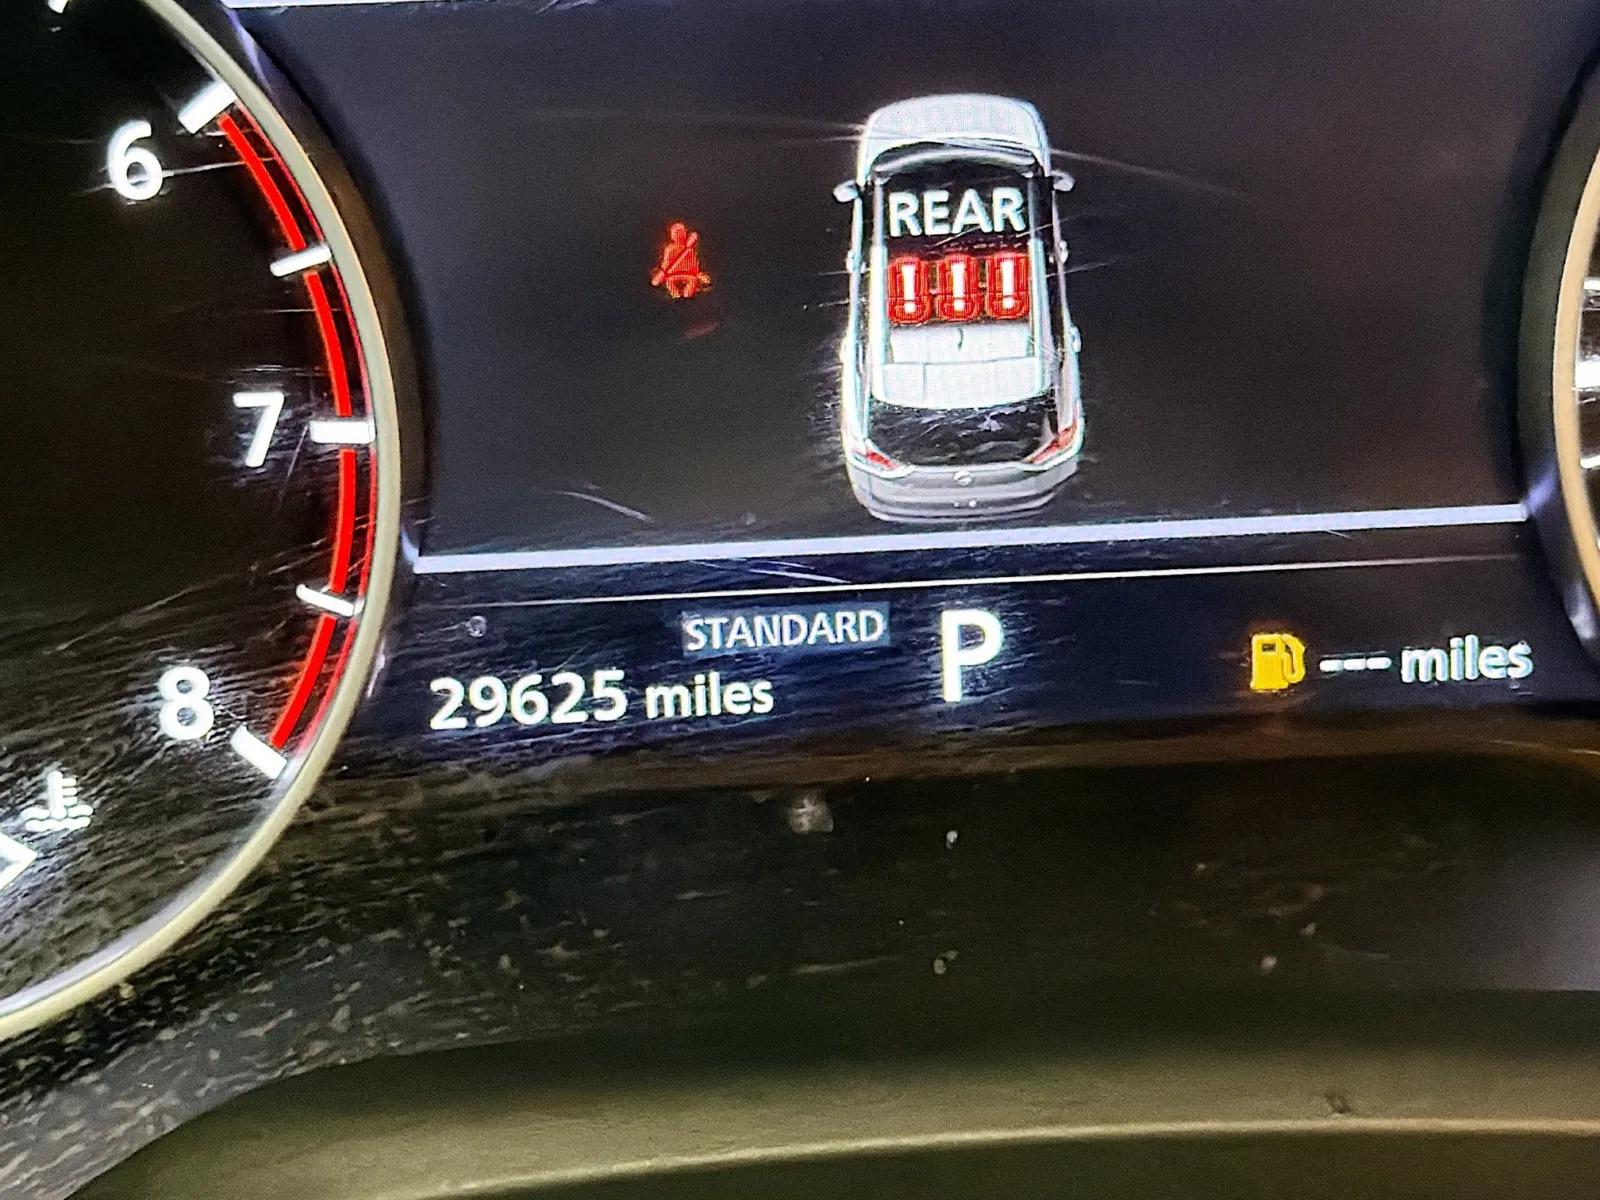 6
REAR
! ! !
7
STANDARD
P
--- miles
29625 miles
8